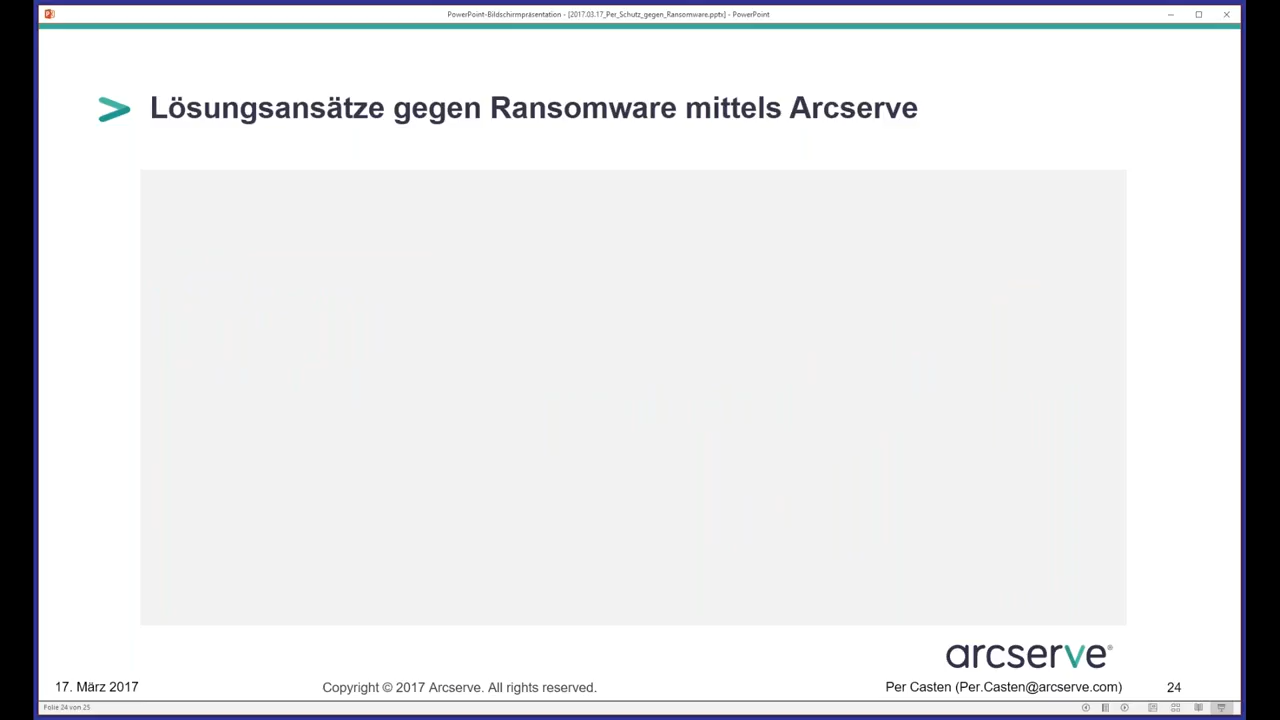 PowerPoint-Bildschirmpräsentation - [2017.03.17_Per_Schutz_gegen_Ransomware.pptx] - PowerPoint
> Lösungsansätze gegen Ransomware mittels Arcserve
arcserve®
17. März 2017
Copyright © 2017 Arcserve. All rights reserved.
Per Casten (Per.Casten@arcserve.com)
24
Folie 24 von 25